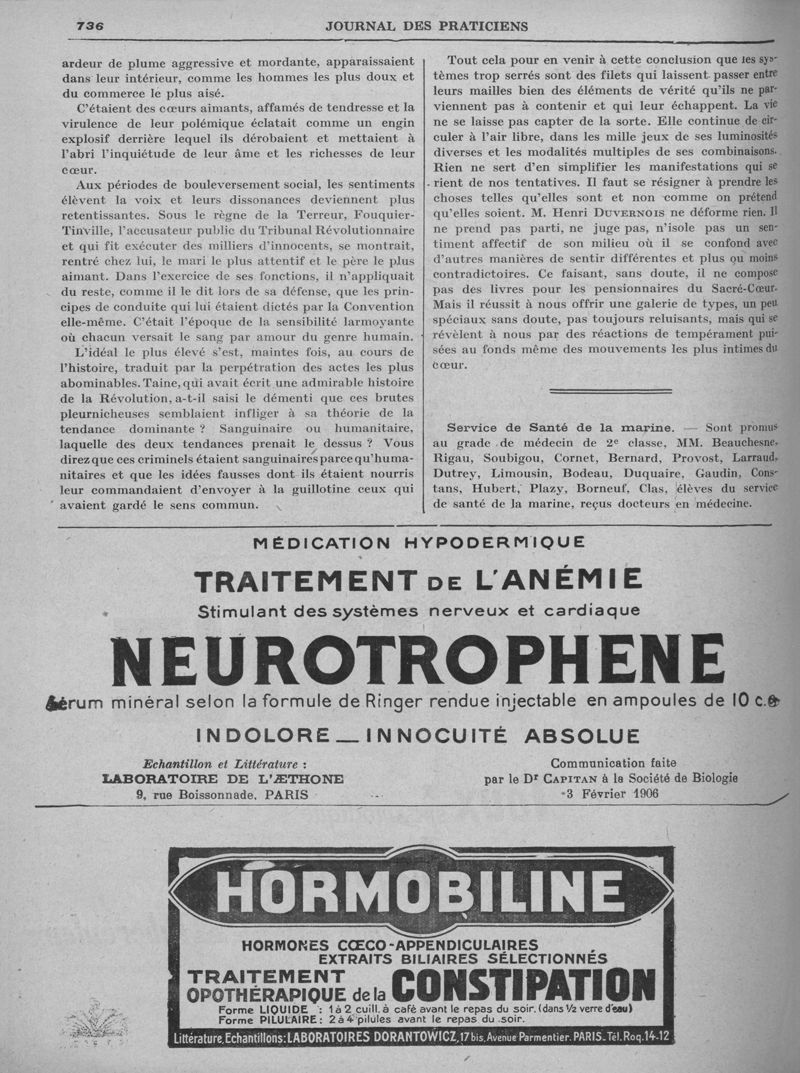 736
JOURNAL DES PRATICIENS
ardeur de plume aggressive et mordante, apparaissaient
dans leur intérieur, comme les hommes les plus doux et
du commerce le plus aisé.
C'étaient des cœurs aimants, affamés de tendresse et la
virulence de leur polémique éclatait comme un engin
explosif derrière lequel ils dérobaient et mettaient à
l'abri l'inquiétude de leur âme et les richesses de leur
cœur.
Aux périodes de bouleversement social, les sentiments
élèvent la voix et leurs dissonances deviennent plus
retentissantes. Sous le règne de la Terreur, Fouquier-
Tinville, l'accusateur public du Tribunal Révolutionnaire
et qui fit exécuter des milliers d'innocents, se montrait,
rentré chez lui, le mari le plus attentif et le père le plus
aimant. Dans l'exercice de ses fonctions, il n'appliquait
du reste, comme il le dit lors de sa défense, que les prin-
cipes de conduite qui lui étaient dictés par la Convention
elle-même. C'était l'époque de la sensibilité larmoyante
où chacun versait le sang par amour du genre humain.
L'idéal le plus élevé s'est, maintes fois, au cours de
l'histoire, traduit par la perpétration des actes les plus
abominables. Taine, qui avait écrit une admirable histoire
de la Révolution, a-t-il saisi le démenti que ces brutes
pleurnicheuses semblaient infliger à sa théorie de la
tendance dominante ? Sanguinaire ou humanitaire,
laquelle des deux tendances prenait le dessus ? Vous
direz que ces criminels étaient sanguinaires parce qu'huma-
nitaires et que les idées fausses dont ils étaient nourris
leur commandaient d'envoyer à la guillotine ceux qui
avaient gardé le sens commun.
Tout cela pour en venir à cette conclusion que les sys-
tèmes trop serrés sont des filets qui laissent passer entre
leurs mailles bien des éléments de vérité qu'ils ne par-
viennent pas à contenir et qui leur échappent. La vie
ne se laisse pas capter de la sorte. Elle continue de cir-
culer à l'air libre, dans les mille jeux de ses luminosités
diverses et les modalités multiples de ses combinaisons.
Rien ne sert d'en simplifier les manifestations qui se
rient de nos tentatives. Il faut se résigner à prendre les
choses telles qu'elles sont et non comme on prétend
qu'elles soient. M. Henri DUVERNOIS ne déforme rien. Il
ne prend pas parti, ne juge pas, n'isole pas un sen-
timent affectif de son milieu où il se confond avec
d'autres manières de sentir différentes et plus ou moins
contradictoires. Ce faisant, sans doute, il ne compose
pas des livres pour les pensionnaires du Sacré-Cœur.
Mais il réussit à nous offrir une galerie de types, un peu
spéciaux sans doute, pas toujours reluisants, mais qui se
révèlent à nous par des réactions de tempérament pui-
sées au fonds même des mouvements les plus intimes du
cœur.
Service de Santé de la marine. — Sont promus
au grade de médecin de 2e classe, MM. Beauchesne,
Rigau, Soubigou, Cornet, Bernard, Provost, Larraud,
Dutrey, Limousin, Bodeau, Duquaire, Gaudin, Cons-
tans, Hubert, Plazy, Borneuf, Clas, élèves du service
de santé de la marine, reçus docteurs en médecine.
MÉDICATION HYPODERMIQUE
TRAITEMENT DE L'ANÉMIE
Stimulant des systèmes nerveux et cardiaque
NEUROTROPHENE
Sérum minéral selon la formule de Ringer rendue injectable en ampoules de 10 c.c.
INDOLORE — INNOCUITÉ ABSOLUE
Echantillon et Littérature :
LABORATOIRE DE L'ÆTHONE
9, rue Boissonnade, PARIS
Communication faite
par le Dr CAPITAN à la Société de Biologie
3 Février 1906
HORMOBILINE
HORMONES CŒCO-APPENDICULAIRES
EXTRAITS BILIAIRES SÉLECTIONNÉS
TRAITEMENT
OPOTHÉRAPIQUE de la CONSTIPATION
Forme LIQUIDE : 1 à 2 cuill. à café avant le repas du soir. (dans 1/2 verre d'eau)
Forme PILULAIRE : 2 à 4 pilules avant le repas du soir.
Littérature, Echantillons: LABORATOIRES DORANTOWICZ, 17 bis, Avenue Parmentier. PARIS_Tél. Roq. 14-12